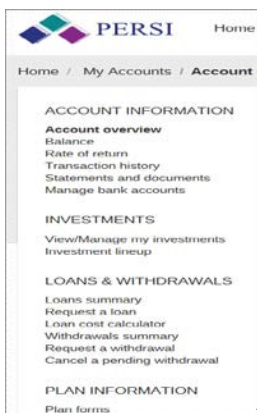 PERSI Home
Home / My Accounts / Account
ACCOUNT INFORMATION
Account overview
Balance
Rate of return
Transaction history
Statements and documents
Manage bank accounts
INVESTMENTS
View/Manage my investments
Investment lineup
LOANS & WITHDRAWALS
Loans summary
Request a loan
Loan cost calculator
Withdrawals summary
Request a withdrawal
Cancel a pending withdrawal
PLAN INFORMATION
Plan forms